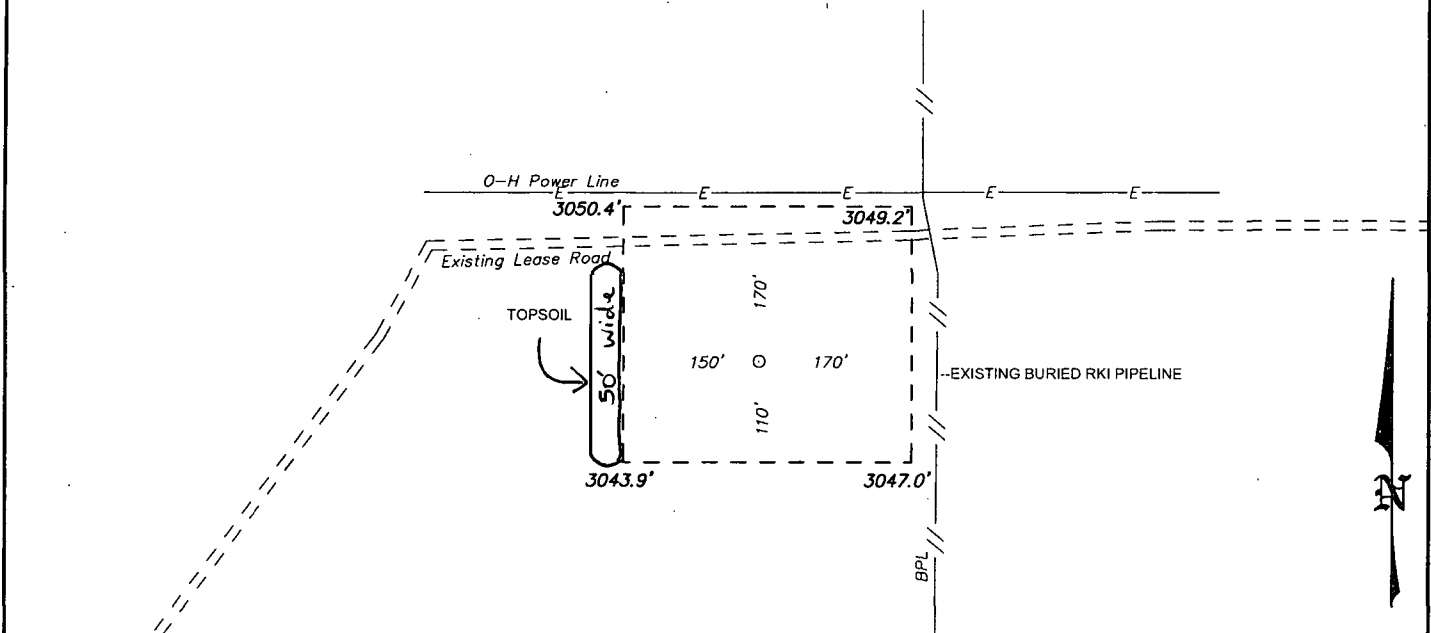 O-H Power Line
E E E E E
3050.4'
3049.2'
Existing Lease Road
TOPSOIL
50' wide
170'
150' 170'
110'
--EXISTING BURIED RKI PIPELINE
3043.9'
3047.0'
BPL
N